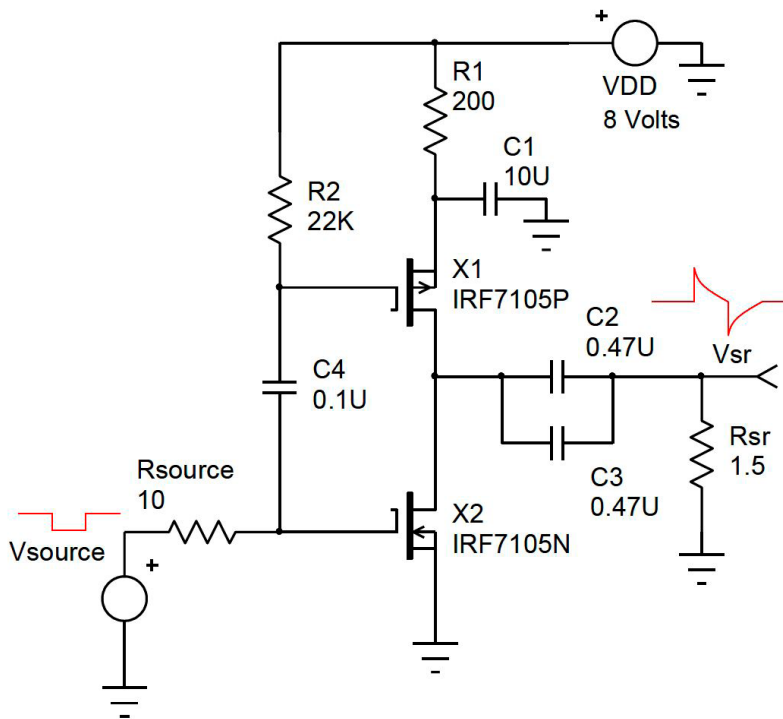 +
VDD
8 Volts
R1
200
C1
10U
R2
22K
X1
IRF7105P
C2
0.47U
Vsr
C4
0.1U
Rsr
1.5
C3
0.47U
Rsource
10
X2
IRF7105N
Vsource
+